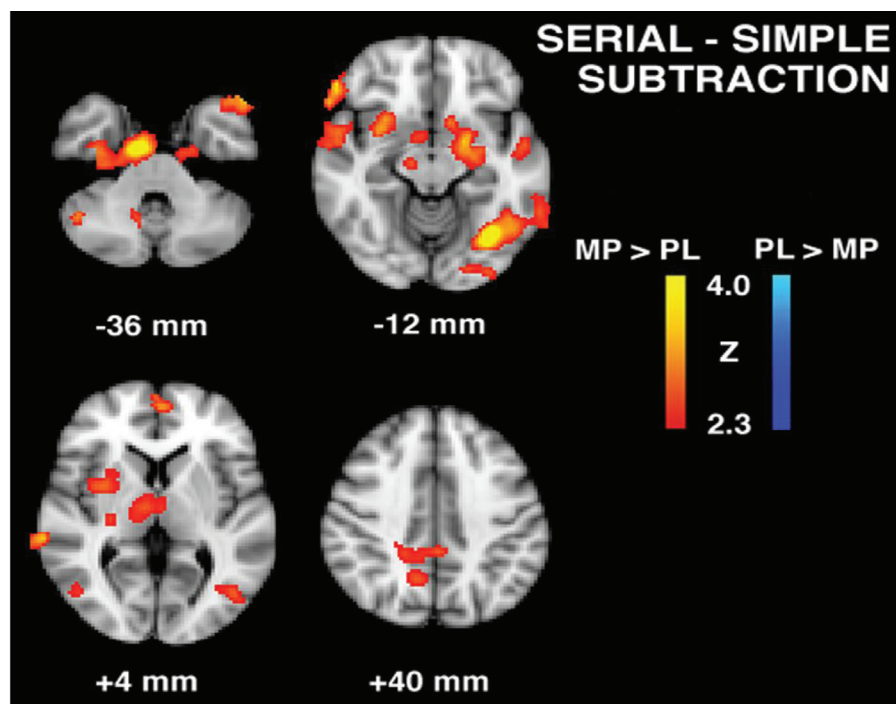 SERIAL - SIMPLE
SUBTRACTION
-36 mm
-12 mm
MP > PL
PL > MP
4.0
Z
2.3
+4 mm
+40 mm